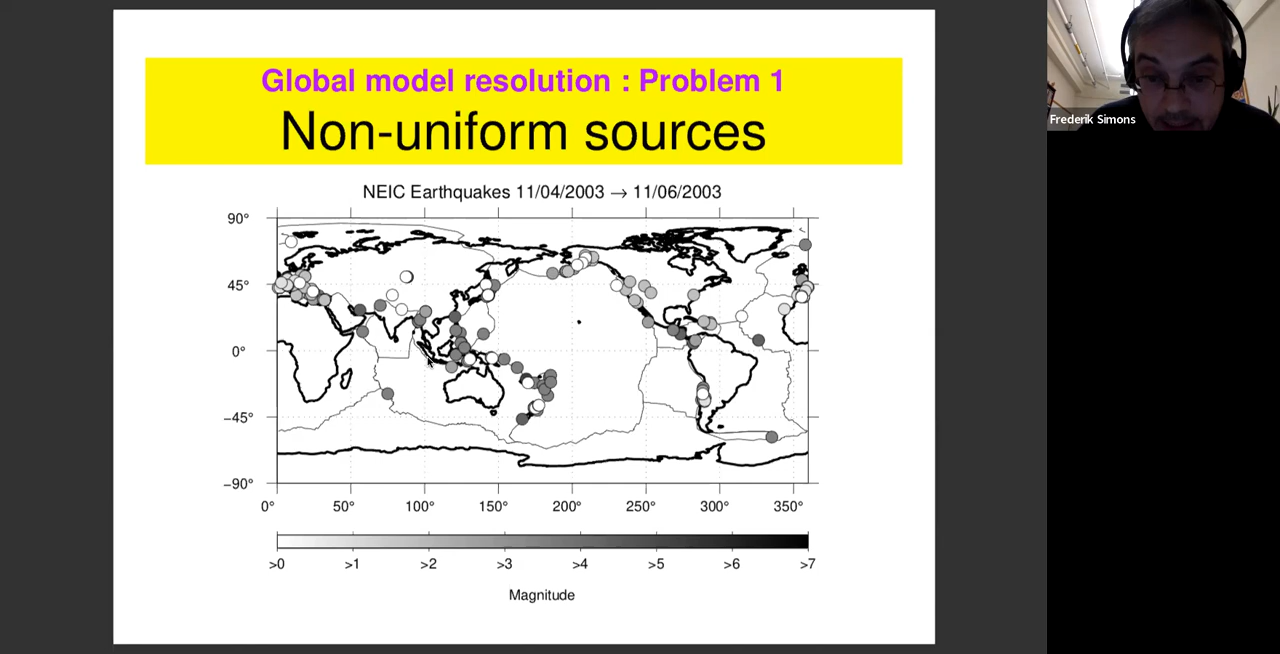 Global model resolution : Problem 1
Non-uniform sources
NEIC Earthquakes 11/04/2003 → 11/06/2003
90°
45°
0°
−45°
−90°
0° 50° 100° 150° 200° 250° 300° 350°
>0 >1 >2 >3 >4 >5 >6 >7
Magnitude
Frederik Simons